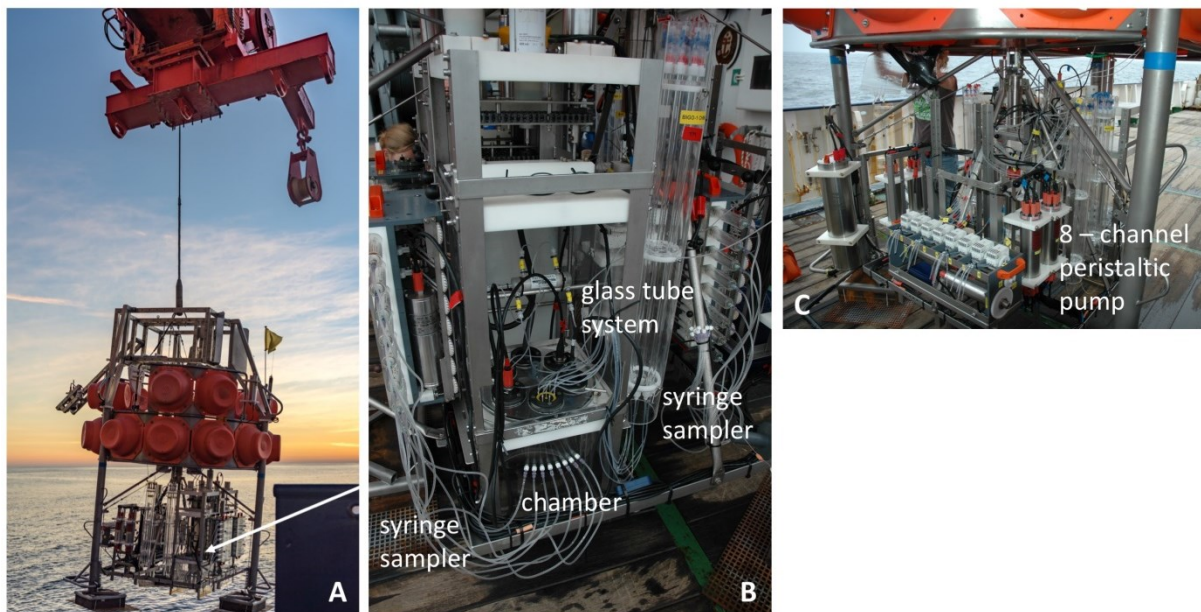 A
glass tube
system
syringe
sampler
chamber
syringe
sampler
B
8 – channel
peristaltic
pump
C